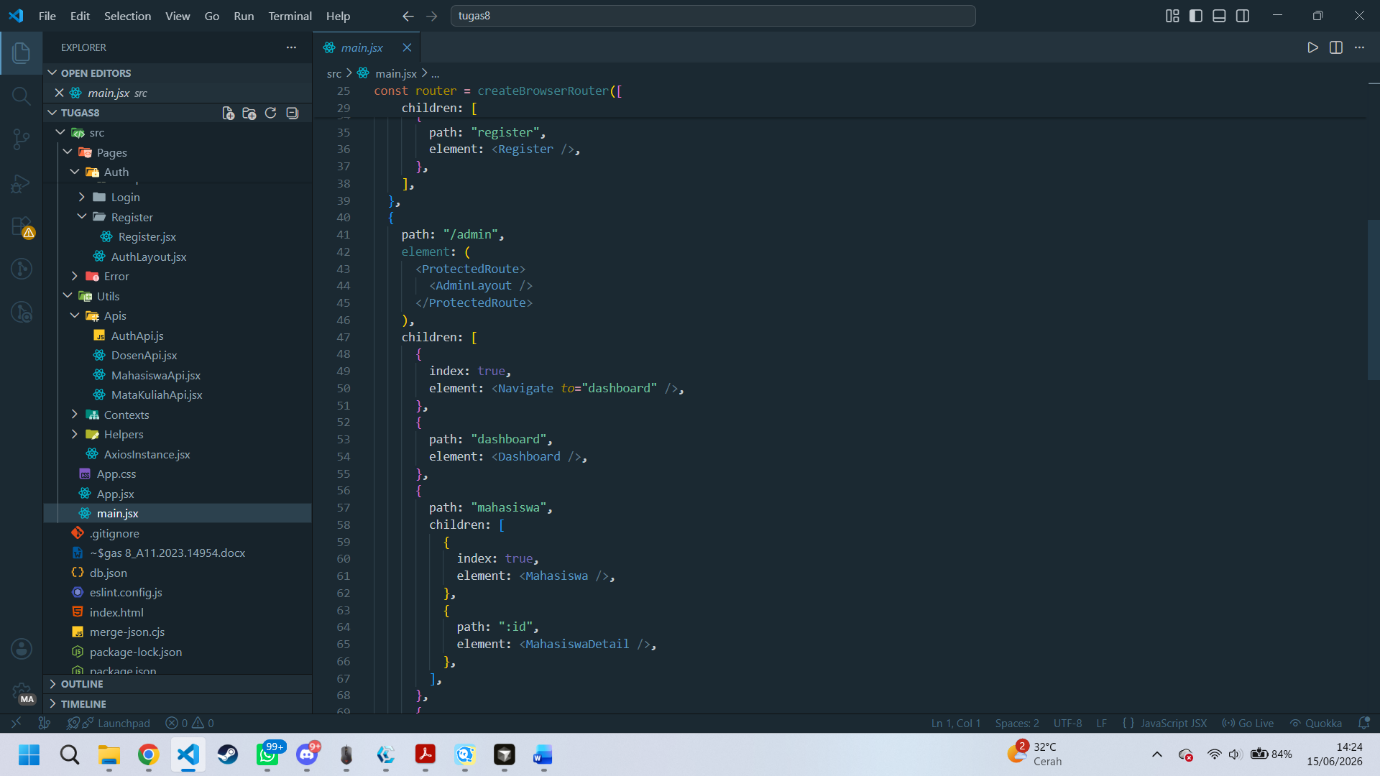 File Edit Selection View Go Run Terminal Help
tugas8
EXPLORER
OPEN EDITORS
main.jsx src
TUGAS8
src
Pages
Auth
Login
Register
Register.jsx
AuthLayout.jsx
Error
Utils
Apis
AuthApi.js
DosenApi.jsx
MahasiswaApi.jsx
MataKuliahApi.jsx
Contexts
Helpers
AxiosInstance.jsx
App.css
App.jsx
main.jsx
.gitignore
~$gas 8_A11.2023.14954.docx
db.json
eslint.config.js
index.html
merge-json.cjs
package-lock.json
package.json
OUTLINE
TIMELINE
main.jsx
src > main.jsx > ...
25 const router = createBrowserRouter([
29 children: [
35 path: "register",
36 element: <Register />,
37 },
38 ],
39 },
40 {
41 path: "/admin",
42 element: (
43 <ProtectedRoute>
44 <AdminLayout />
45 </ProtectedRoute>
46 ),
47 children: [
48 {
49 index: true,
50 element: <Navigate to="dashboard" />,
51 },
52 {
53 path: "dashboard",
54 element: <Dashboard />,
55 },
56 {
57 path: "mahasiswa",
58 children: [
59 {
60 index: true,
61 element: <Mahasiswa />,
62 },
63 {
64 path: ":id",
65 element: <MahasiswaDetail />,
66 },
67 ],
68 },
69 {
MA
Launchpad 0 0 Ln 1, Col 1 Spaces: 2 UTF-8 LF { } JavaScript JSX Go Live Quokka
99+ 9+ 2 32°C Cerah 84% 14:24 15/06/2026